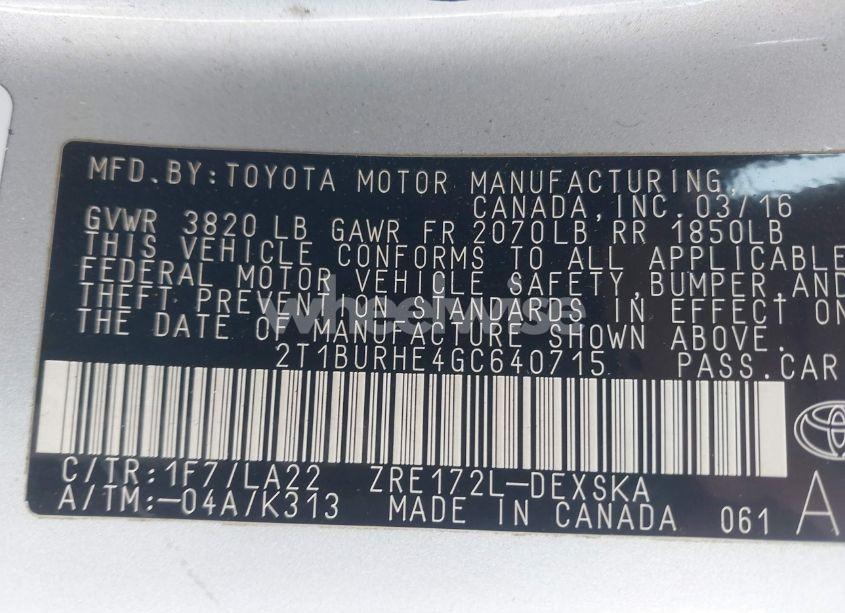 MFD.BY:TOYOTA MOTOR MANUFACTURING,
CANADA,INC.03/16
GVWR 3820 LB GAWR FR 2070LB RR 1850LB
THIS VEHICLE CONFORMS TO ALL APPLICABLE
FEDERAL MOTOR VEHICLE SAFETY,BUMPER,AND
THEFT PREVENTION STANDARDS IN EFFECT ON
THE DATE OF MANUFACTURE SHOWN ABOVE.
wheelwise
2T1BURHE4GC640715 PASS.CAR
C/TR:1F7/LA22 ZRE172L-DEXSKA
A/TM:-04A/K313 MADE IN CANADA 061 A